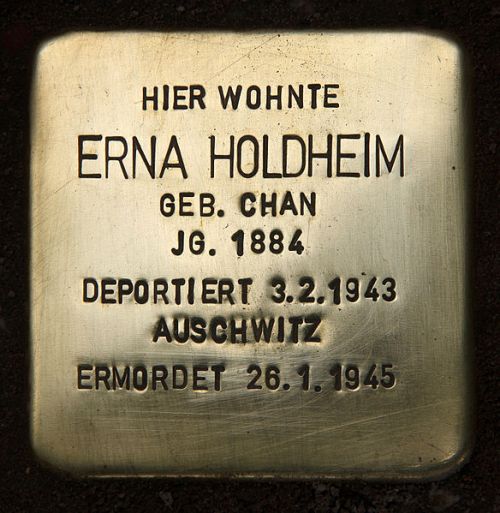 HIER WOHNTE
ERNA HOLDHEIM
GEB. CHAN
JG. 1884
DEPORTIERT 3.2.1943
AUSCHWITZ
ERMORDET 26.1.1945